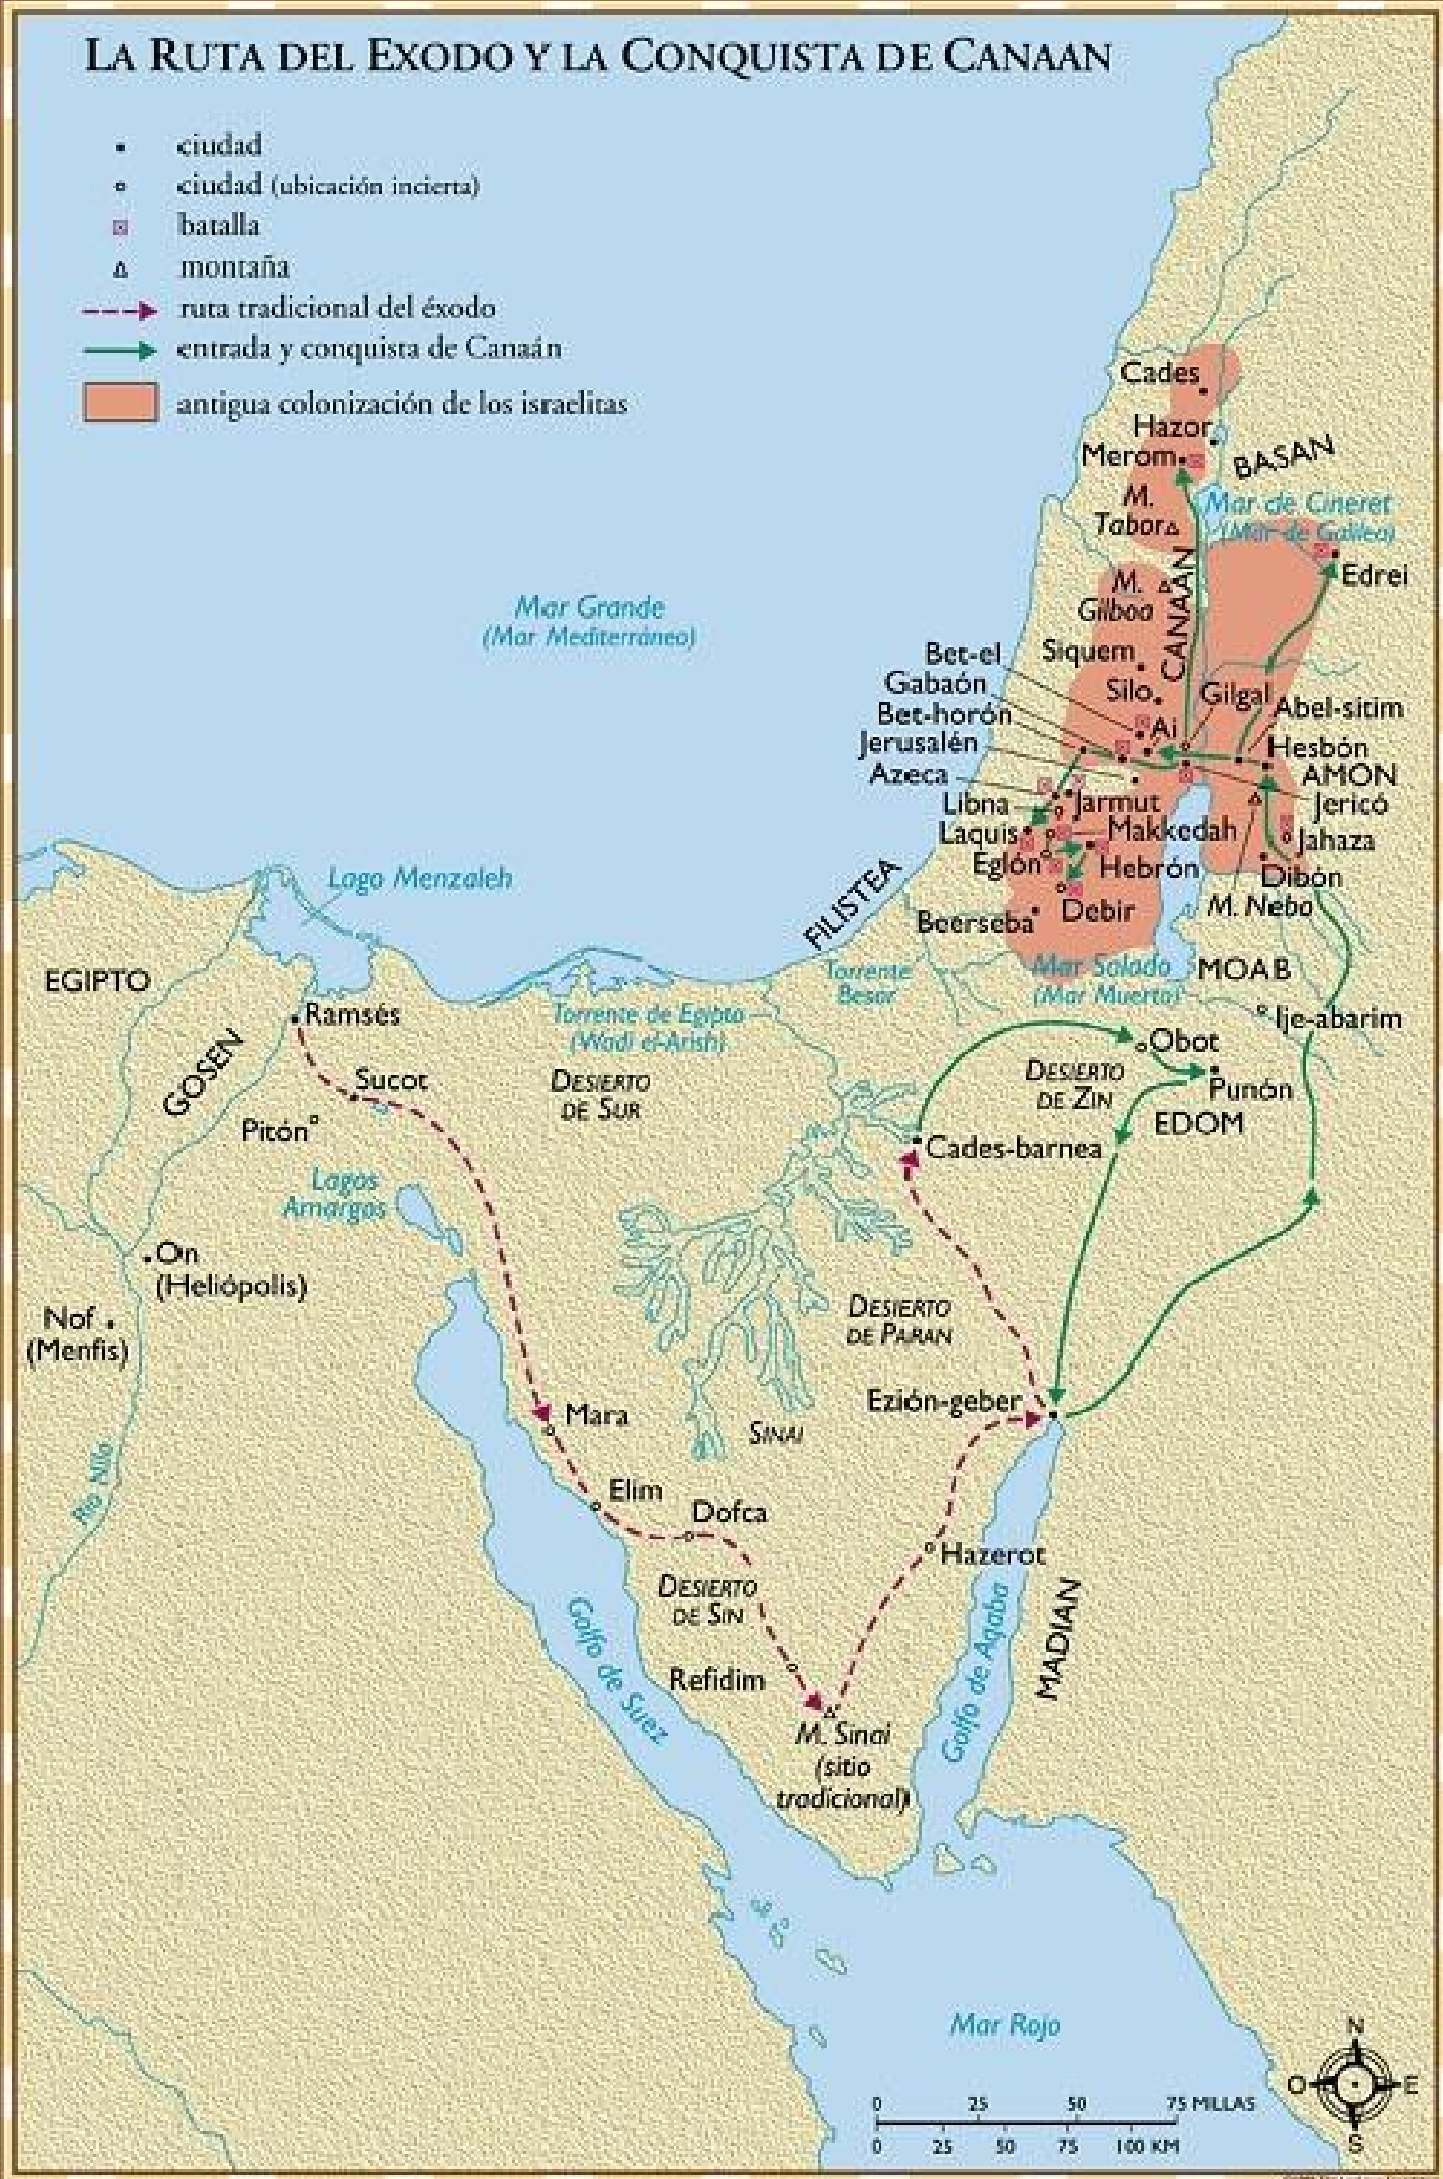 LA RUTA DEL EXODO Y LA CONQUISTA DE CANAAN
ciudad
ciudad (ubicación incierta)
batalla
montaña
ruta tradicional del éxodo
entrada y conquista de Canaán
antigua colonización de los israelitas
Cades
Hazor
Merom
BASAN
M.
Tabor
Mar de Cineret
(Mar de Galilea)
Edrei
M.
Gilboa
CANAÁN
Mar Grande
(Mar Mediterráneo)
Bet-el
Siquem
Gabaón
Silo
Gilgal
Bet-horón
Ai
Abel-sitim
Jerusalén
Hesbón
Azeca
AMON
Libna
Jarmut
Jericó
Laquis
Makkedah
Jahaza
Eglón
Hebrón
Dibón
Beerseba
Debir
M. Nebo
FILISTEA
Lago Menzaleh
Torrente
Besor
Mar Salado
(Mar Muerto)
MOAB
EGIPTO
Ramsés
Torrente de Egipto
(Wadi el-Arish)
Ije-abarim
GOSEN
Obot
Sucot
DESIERTO
DE SUR
DESIERTO
DE ZIN
Punón
Pitón
EDOM
Cades-barnea
Lagos
Amargos
On
(Heliópolis)
Nof
(Menfis)
DESIERTO
DE PARAN
Ezión-geber
Mara
SINAI
Río Nilo
Elim
Dofca
Hazerot
DESIERTO
DE SIN
Golfo de Suez
Golfo de Aqaba
MADIAN
Refidim
M. Sinai
(sitio
tradicional)
Mar Rojo
N
O E
S
0 25 50 75 MILLAS
0 25 50 75 100 KM